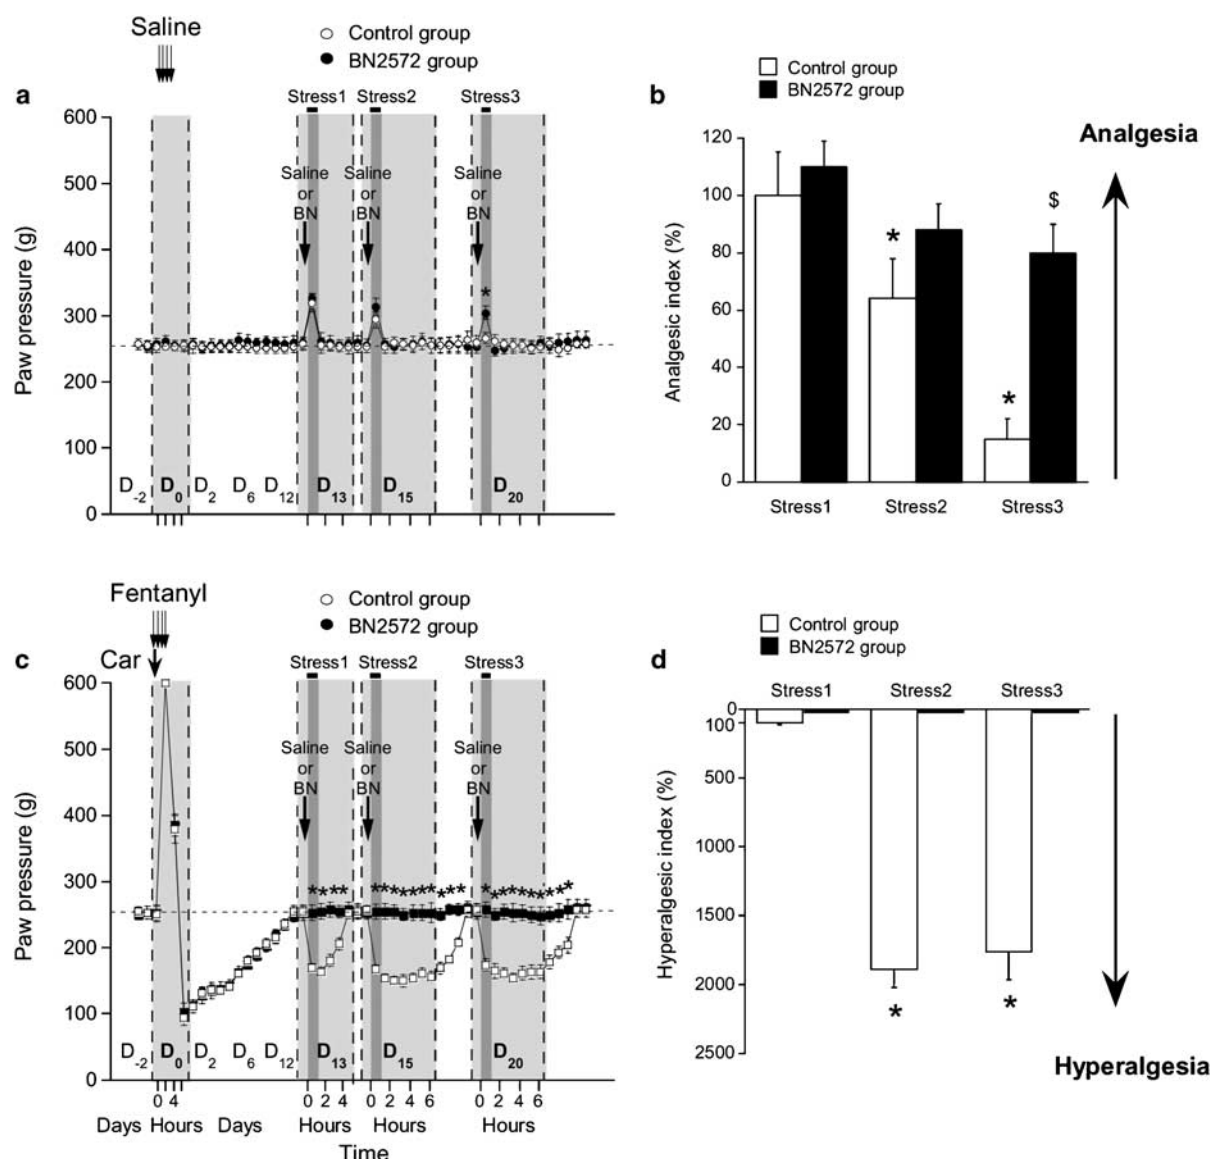 Saline
Control group
BN2572 group
a
Stress1 Stress2 Stress3
600
500
400
300
200
100
0
Paw pressure (g)
Saline or BN
Saline or BN
Saline or BN
*
D-2 D0 D2 D6 D12 D13 D15 D20
b
Control group
BN2572 group
Analgesia
120
100
80
60
40
20
0
Analgesic index (%)
*
*
$
Stress1 Stress2 Stress3
Fentanyl
Car
Control group
BN2572 group
c
Stress1 Stress2 Stress3
600
500
400
300
200
100
0
Paw pressure (g)
Saline or BN
Saline or BN
Saline or BN
**** ********* *********
D-2 D0 D2 D6 D12 D13 D15 D20
0 4 0 2 4 0 2 4 6 0 2 4 6
Days Hours Days Hours Hours Hours
Time
d
Control group
BN2572 group
Stress1 Stress2 Stress3
0
100
500
1000
1500
2000
2500
Hyperalgesic index (%)
* *
Hyperalgesia